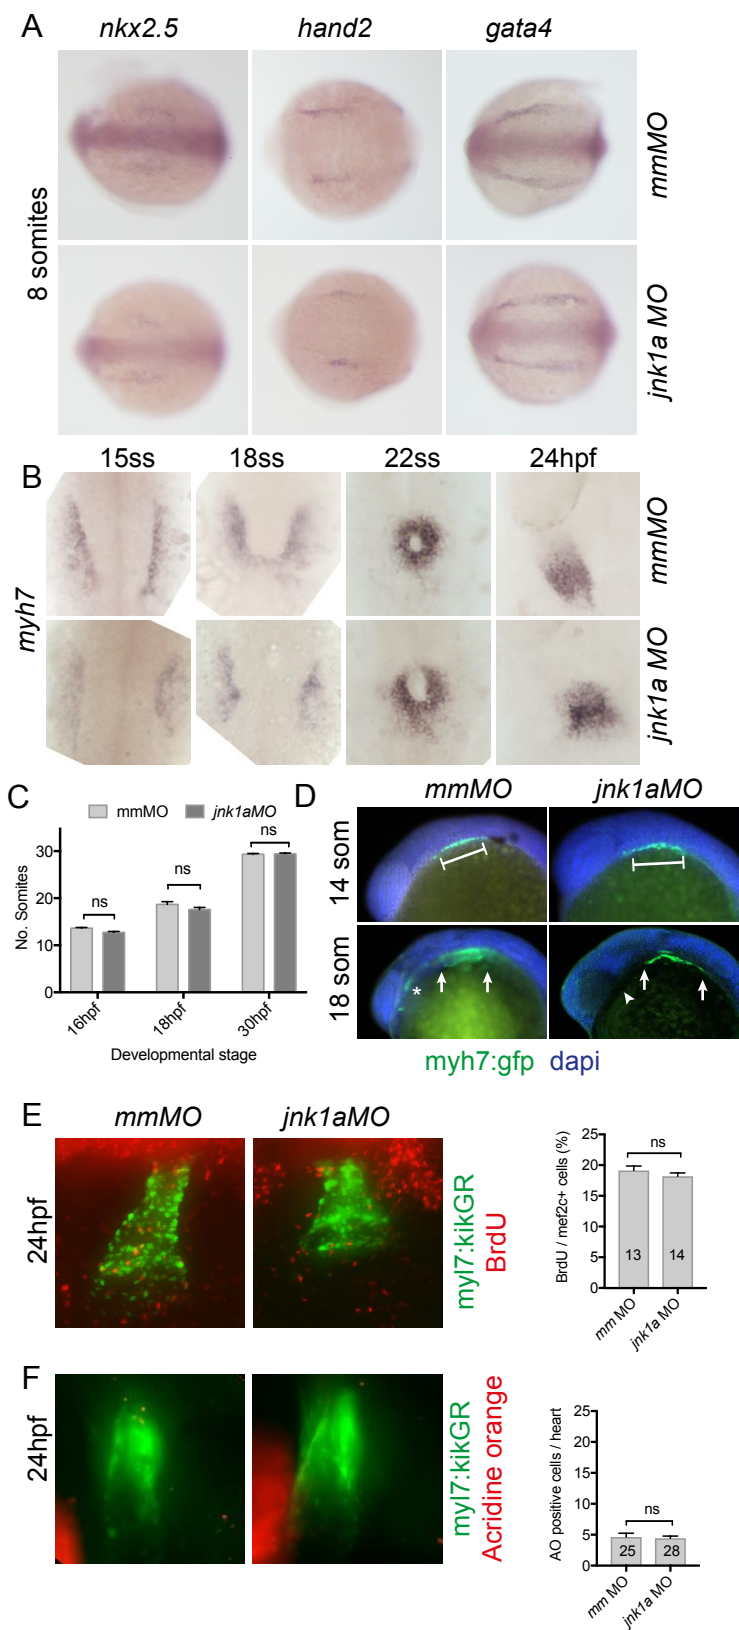 A
nkx2.5 hand2 gata4
8 somites
mmMO
jnk1a MO
B
15ss 18ss 22ss 24hpf
myh7
mmMO
jnk1a MO
C
mmMO jnk1aMO
No. Somites
30
20
10
0
ns
ns
ns
16hpf 18hpf 30hpf
Developmental stage
D
mmMO jnk1aMO
14 som
18 som
*
myh7:gfp dapi
E
mmMO jnk1aMO
24hpf
myl7:kikGR
BrdU
BrdU / mef2c+ cells (%)
25
20
15
10
5
0
ns
13 14
mm MO jnk1a MO
F
24hpf
myl7:kikGR
Acridine orange
AO positive cells / heart
25
20
15
10
5
0
ns
25 28
mm MO jnk1a MO